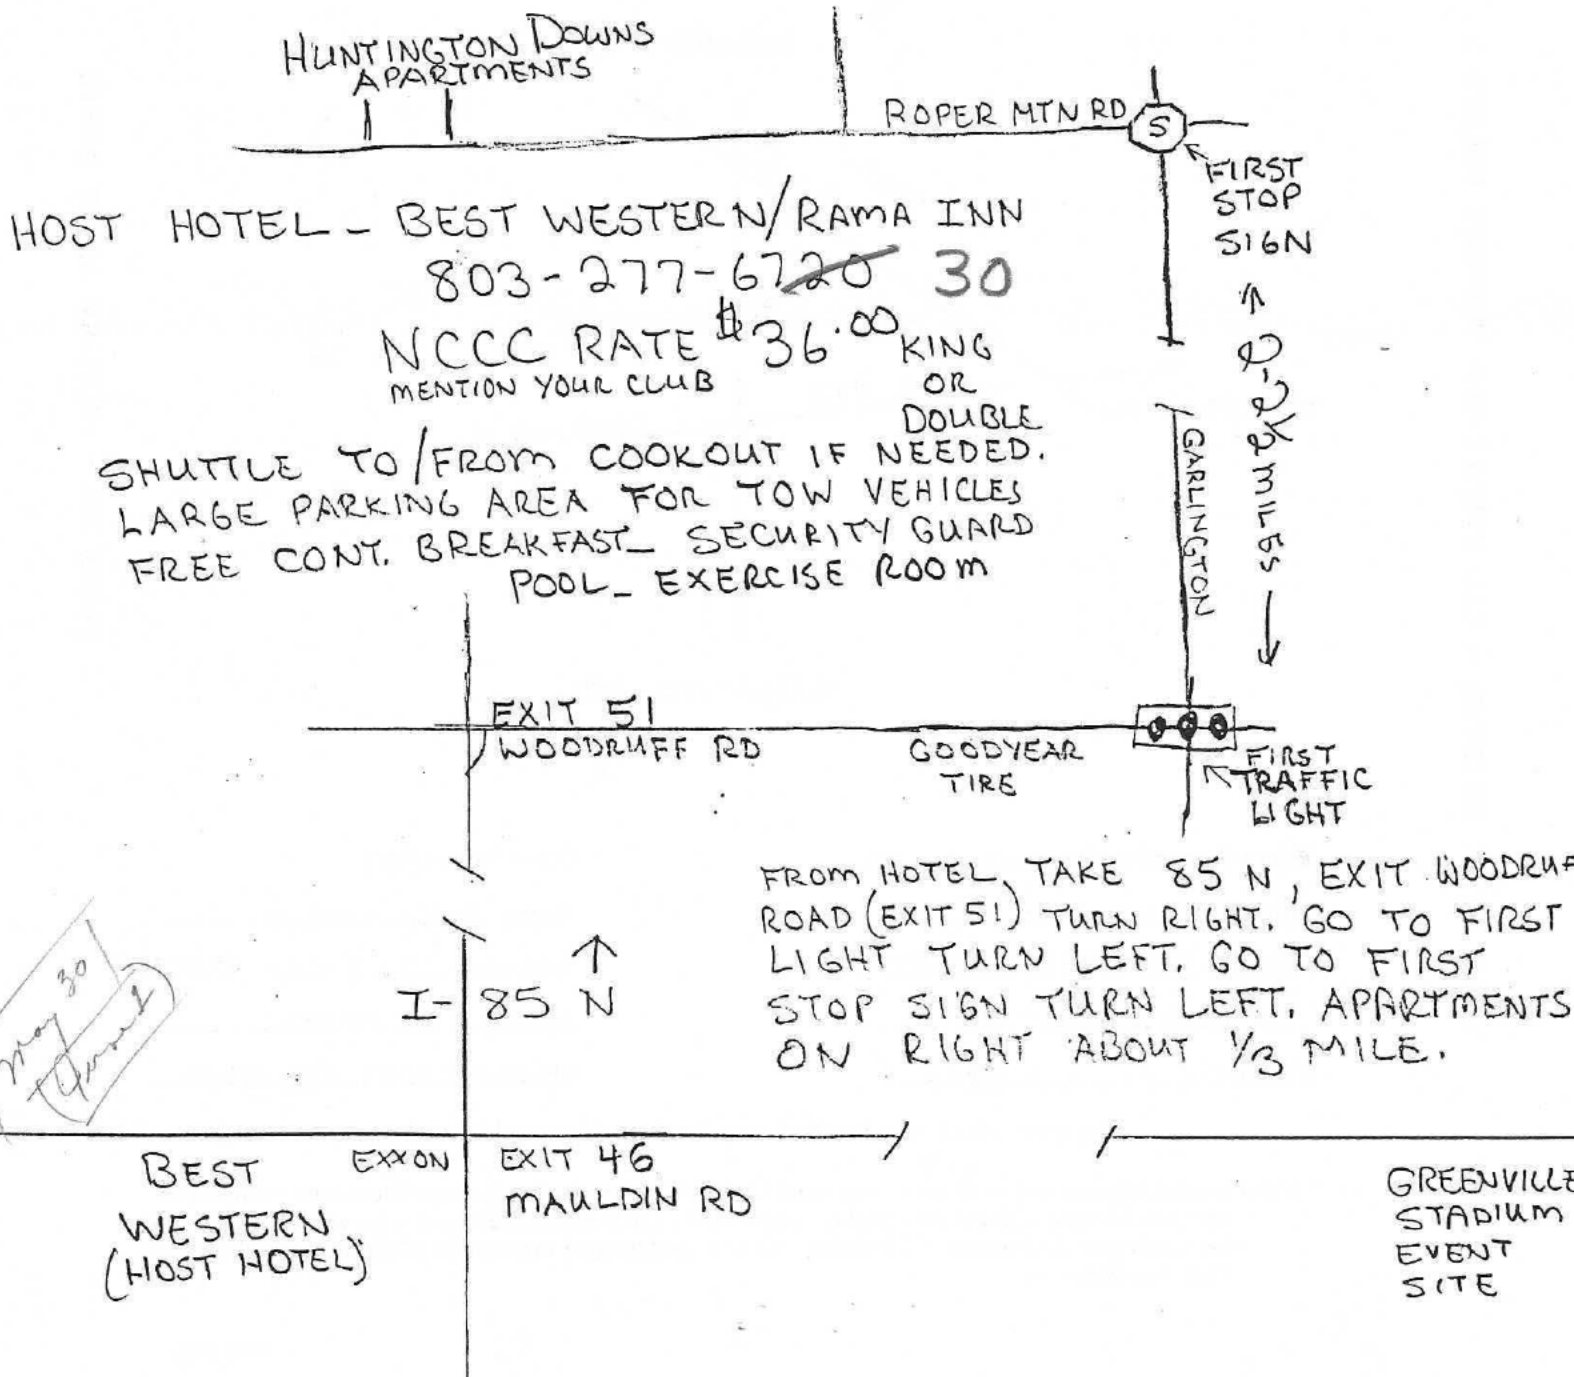 HUNTINGTON DOWNS
APARTMENTS
ROPER MTN RD
S
FIRST
STOP
SIGN
HOST HOTEL - BEST WESTERN/RAMA INN
803-277-6720 30
NCCC RATE $36.00 KING
MENTION YOUR CLUB
OR
DOUBLE
SHUTTLE TO/FROM COOKOUT IF NEEDED.
LARGE PARKING AREA FOR TOW VEHICLES
FREE CONT. BREAKFAST - SECURITY GUARD
POOL - EXERCISE ROOM
← 2-2½ MILES →
GARLINGTON
EXIT 51
WOODRUFF RD
GOODYEAR
TIRE
FIRST
TRAFFIC
LIGHT
FROM HOTEL, TAKE 85 N, EXIT WOODRUF
ROAD (EXIT 51) TURN RIGHT. GO TO FIRST
LIGHT TURN LEFT. GO TO FIRST
STOP SIGN TURN LEFT. APARTMENTS
ON RIGHT ABOUT 1/3 MILE.
I-85 N
May 30
BEST
WESTERN
(HOST HOTEL)
EXXON
EXIT 46
MAULDIN RD
GREENVILLE
STADIUM
EVENT
SITE